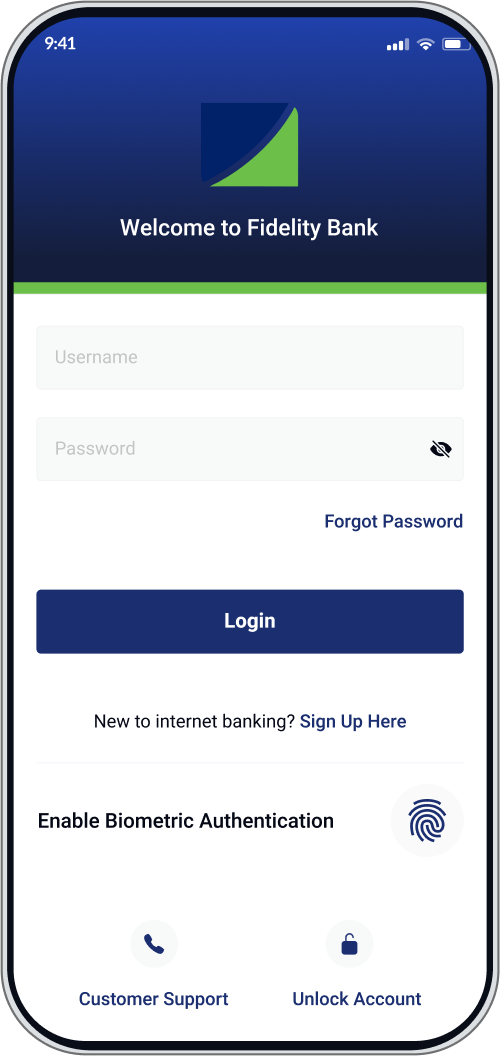 9:41
Welcome to Fidelity Bank
Username
Password
Forgot Password
Login
New to internet banking? Sign Up Here
Enable Biometric Authentication
Customer Support
Unlock Account